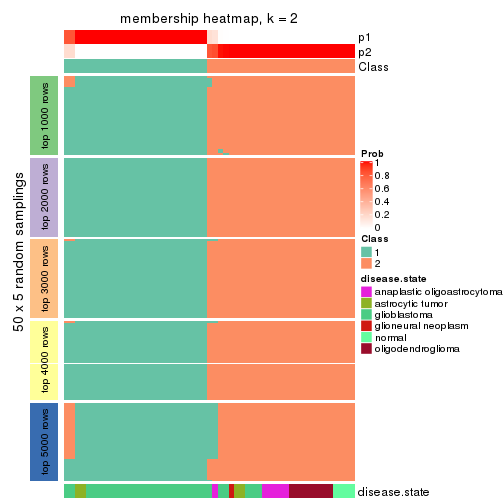 membership heatmap, k = 2
p1
p2
Class
50 x 5 random samplings
top 1000 rows
top 2000 rows
top 3000 rows
top 4000 rows
top 5000 rows
Prob
1
0.8
0.6
0.4
0.2
0
Class
1
2
disease.state
anaplastic oligoastrocytoma
astrocytic tumor
glioblastoma
glioneural neoplasm
normal
oligodendroglioma
disease.state